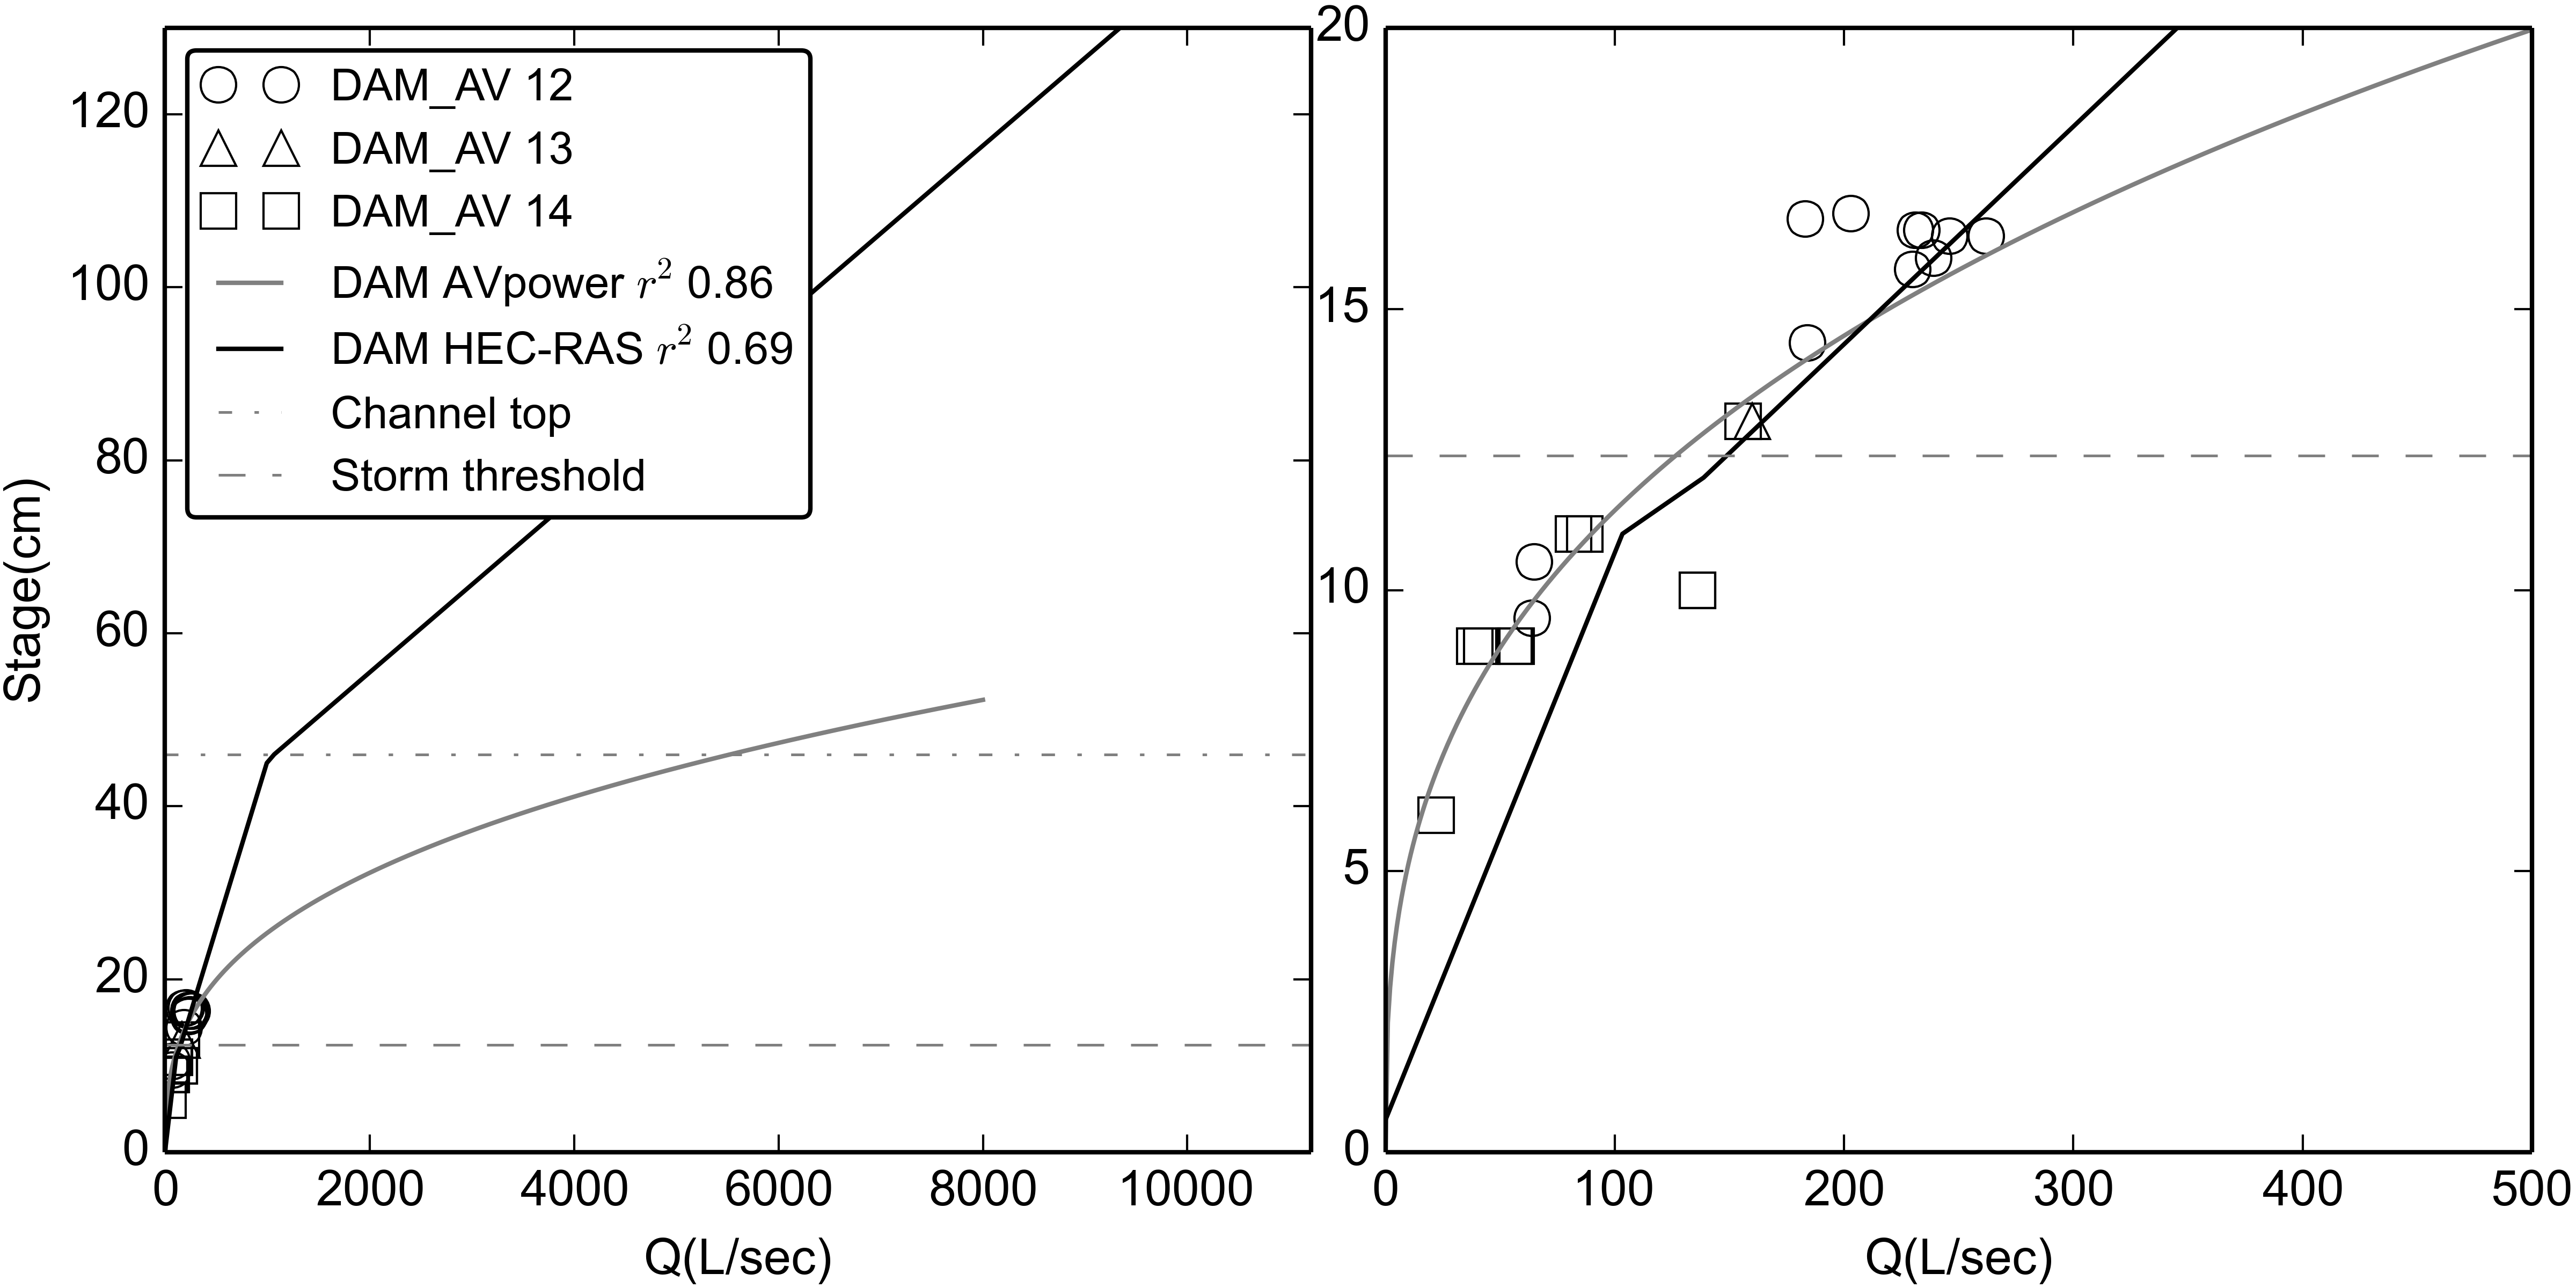 DAM_AV 12
DAM_AV 13
DAM_AV 14
DAM AVpower r² 0.86
DAM HEC-RAS r² 0.69
Channel top
Storm threshold
Stage(cm)
120
100
80
60
40
20
0
0 2000 4000 6000 8000 10000
Q(L/sec)
20
15
10
5
0
0 100 200 300 400 500
Q(L/sec)